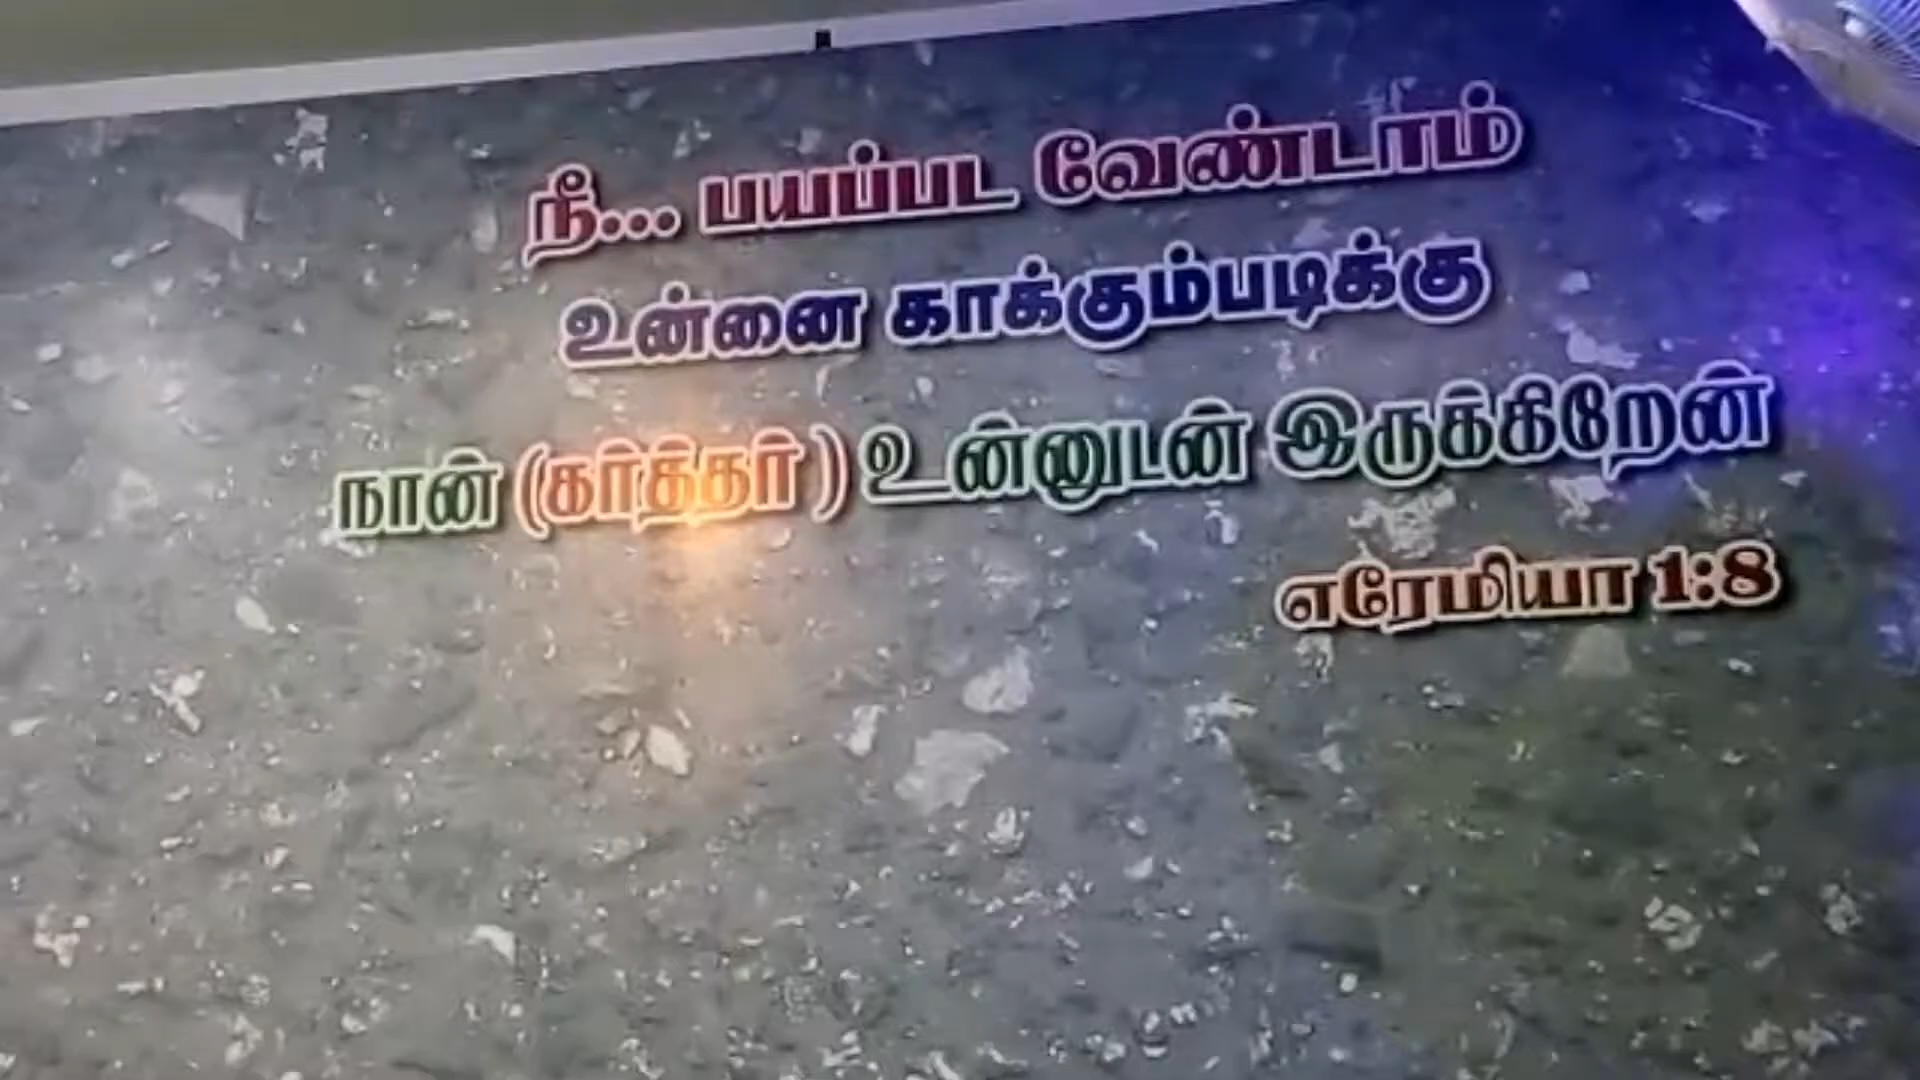 நீ... பயப்பட வேண்டாம்
உன்னை காக்கும்படிக்கு
நான் (கர்த்தர் ) உன்னுடன் இருக்கிறேன்
எரேமியா 1:8